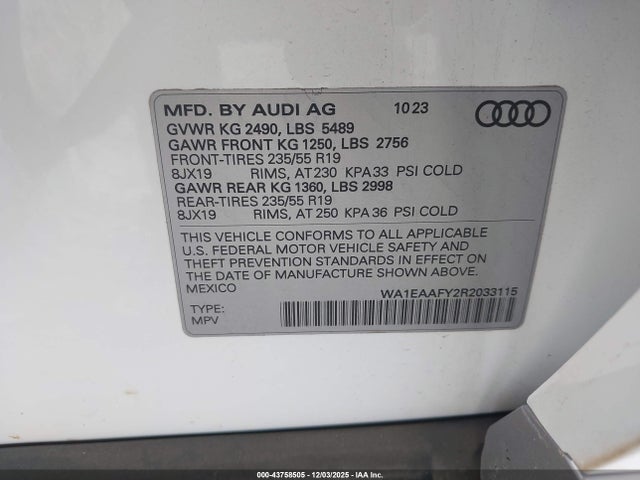 MFD. BY AUDI AG 10 23
GVWR KG 2490, LBS 5489
GAWR FRONT KG 1250, LBS 2756
FRONT-TIRES 235/55 R19
8JX19 RIMS, AT 230 KPA 33 PSI COLD
GAWR REAR KG 1360, LBS 2998
REAR-TIRES 235/55 R19
8JX19 RIMS, AT 250 KPA 36 PSI COLD
THIS VEHICLE CONFORMS TO ALL APPLICABLE
U.S. FEDERAL MOTOR VEHICLE SAFETY AND
THEFT PREVENTION STANDARDS IN EFFECT ON
THE DATE OF MANUFACTURE SHOWN ABOVE.
MEXICO
WA1EAAFY2R2033115
TYPE:
MPV
000-43758505 - 12/03/2025 - IAA Inc.